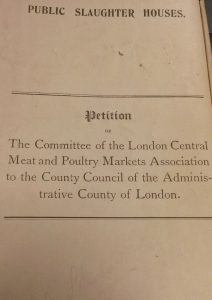 PUBLIC SLAUGHTER HOUSES.
Petition
OF
The Committee of the London Central
Meat and Poultry Markets Association
to the County Council of the Adminis-
trative County of London.